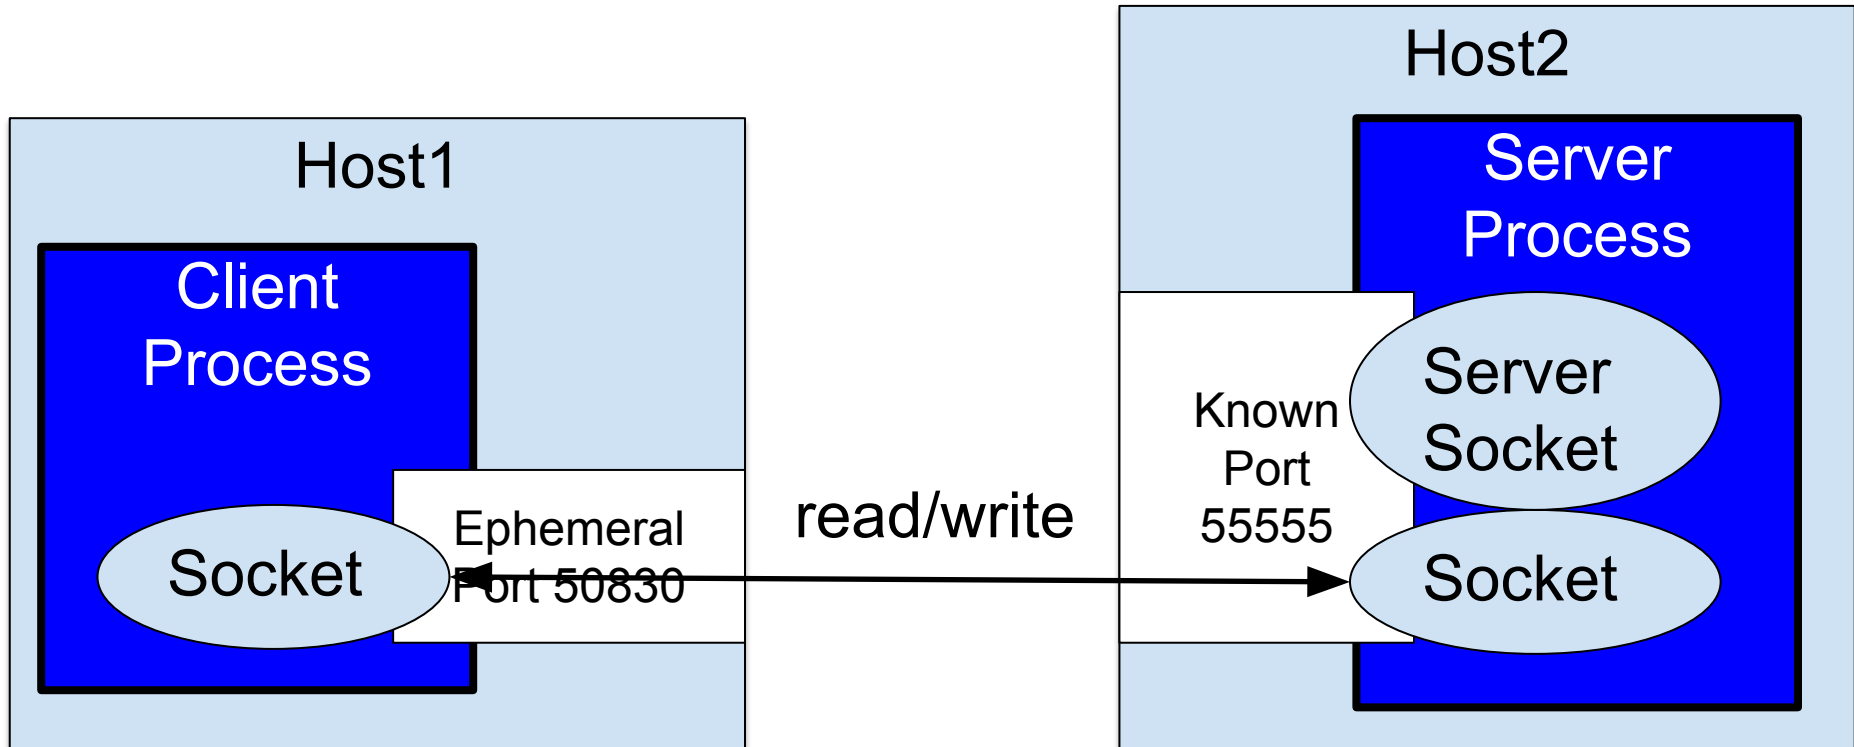 Host1
Client
Process
Socket
Ephemeral
Port 50830
read/write
Host2
Server
Process
Known
Port
55555
Server
Socket
Socket